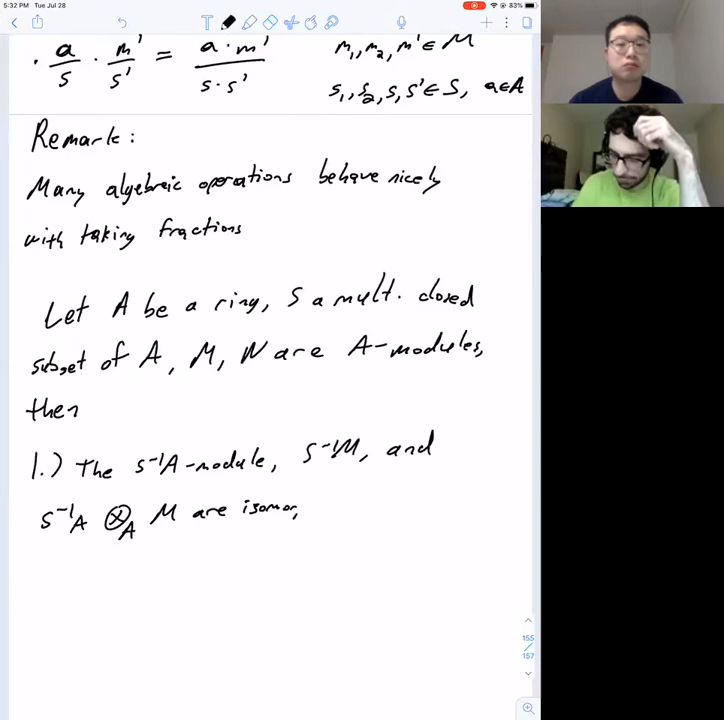 5:32 PM Tue Jul 28
83%
· a/s · m'/s' = a·m'/s·s'
m₁, m₂, m' ∈ M
s₁, s₂, s, s' ∈ S, a ∈ A
Remark:
Many algebreic operations behave nicely
with taking fractions
Let A be a ring, S a mult. closed
subset of A, M, N are A-modules,
then
1.) The S⁻¹A-module, S⁻¹M, and
S⁻¹A ⊗_A M are isomor,
155
/
157